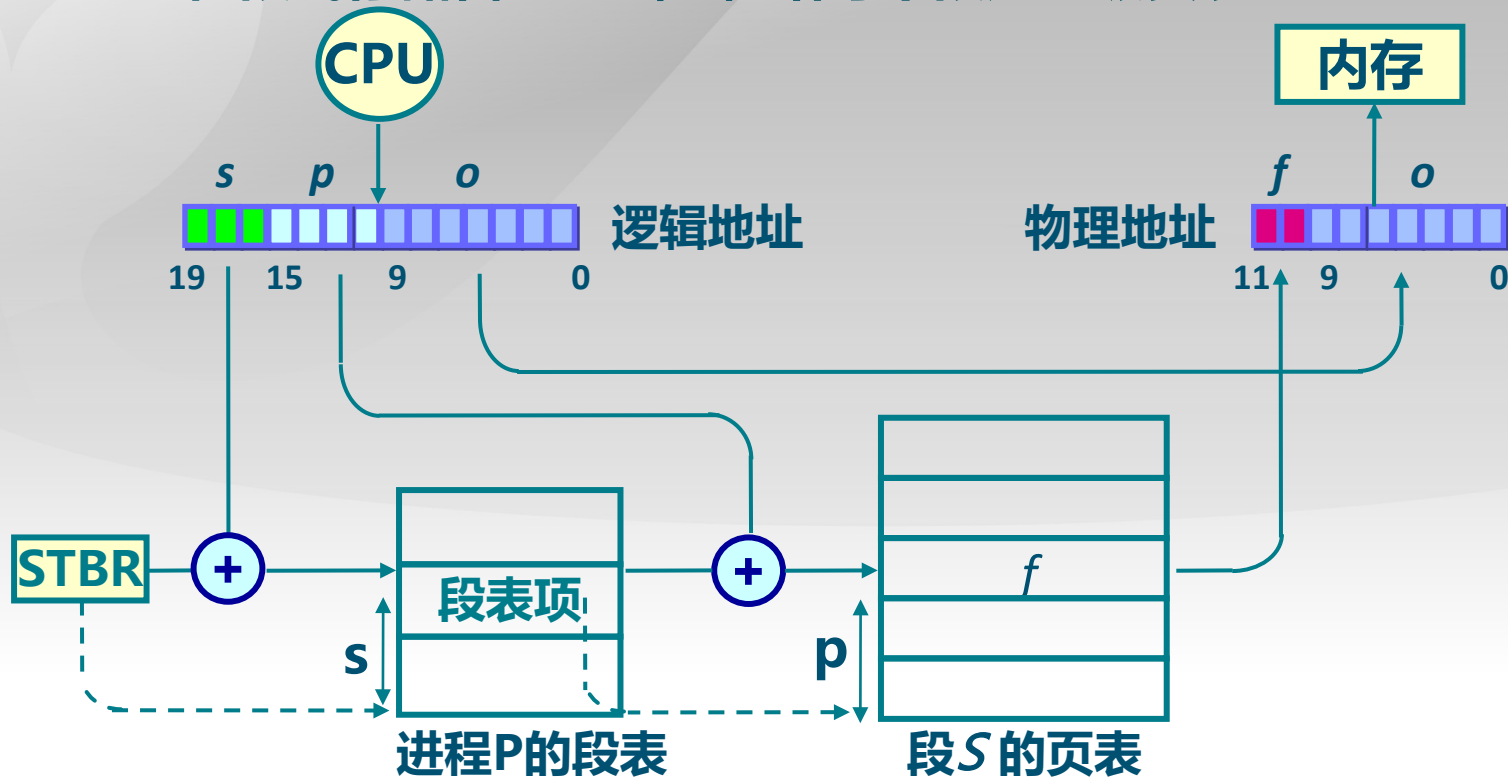 CPU
内存
s p o
f o
逻辑地址
物理地址
19 15 9 0
11 9 0
STBR
+
+
段表项
f
s
p
进程P的段表
段S 的页表